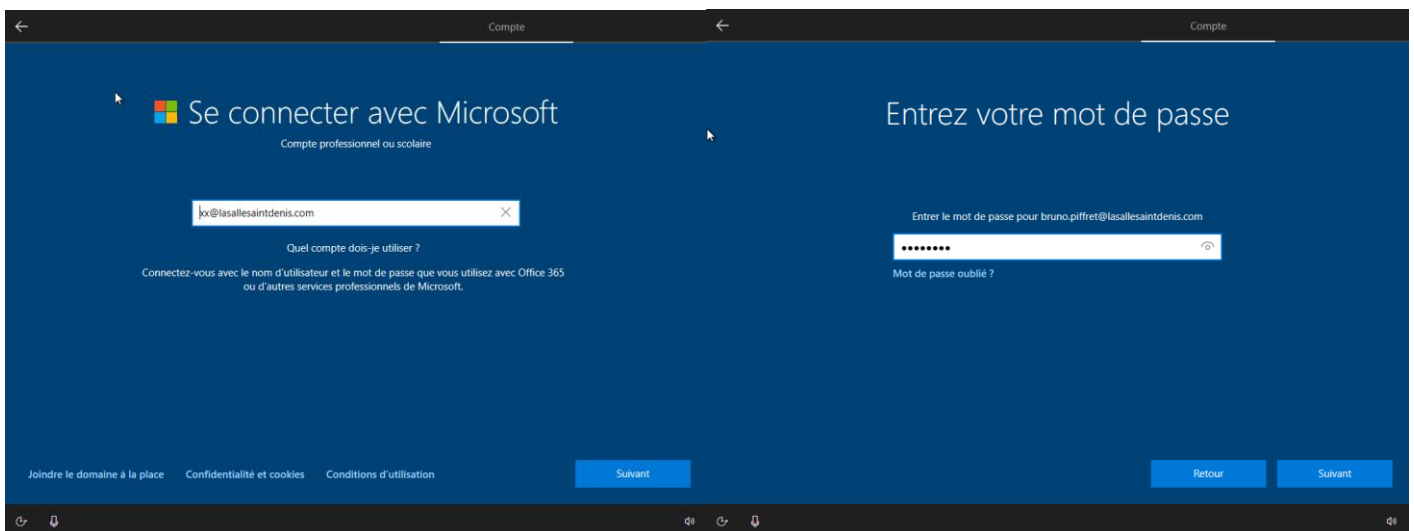 Compte
Se connecter avec Microsoft
Compte professionnel ou scolaire
xx@lasallesaintdenis.com
Quel compte dois-je utiliser ?
Connectez-vous avec le nom d'utilisateur et le mot de passe que vous utilisez avec Office 365
ou d'autres services professionnels de Microsoft.
Joindre le domaine à la place Confidentialité et cookies Conditions d'utilisation Suivant
Compte
Entrez votre mot de passe
Entrer le mot de passe pour bruno.piffret@lasallesaintdenis.com
••••••••
Mot de passe oublié ?
Retour Suivant